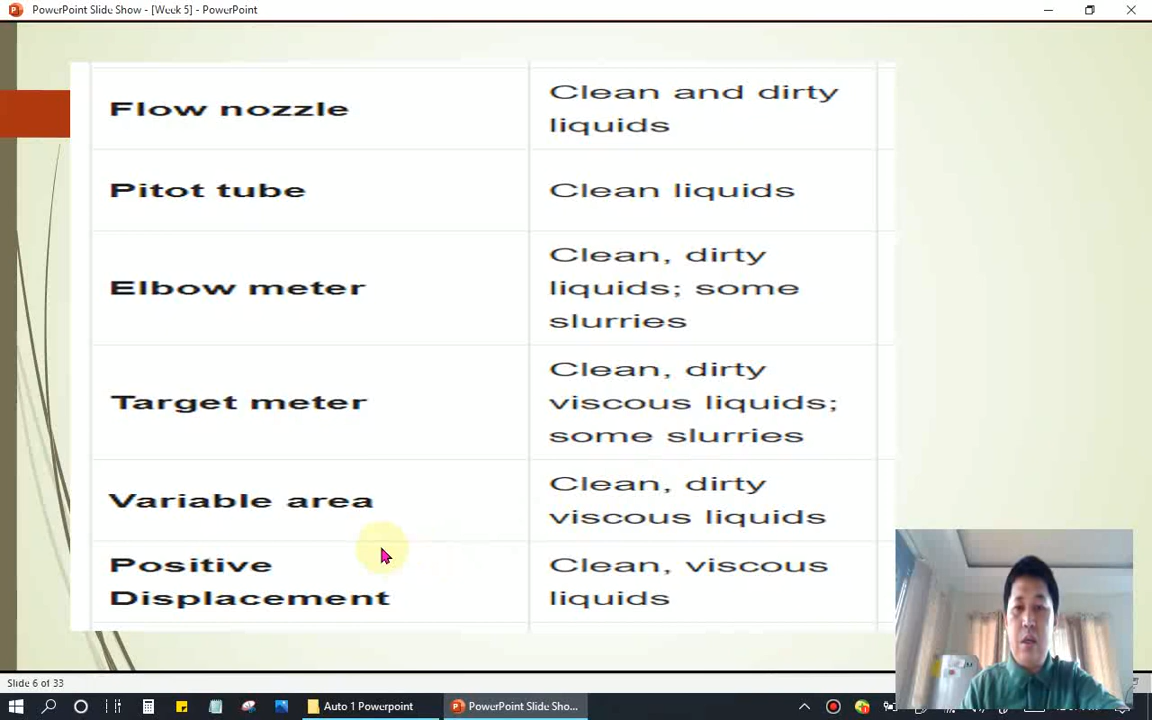 PowerPoint Slide Show - [Week 5] - PowerPoint
Flow nozzle
Clean and dirty
liquids
Pitot tube
Clean liquids
Elbow meter
Clean, dirty
liquids; some
slurries
Target meter
Clean, dirty
viscous liquids;
some slurries
Variable area
Clean, dirty
viscous liquids
Positive
Displacement
Clean, viscous
liquids
Slide 6 of 33
Auto 1 Powerpoint
PowerPoint Slide Sho...